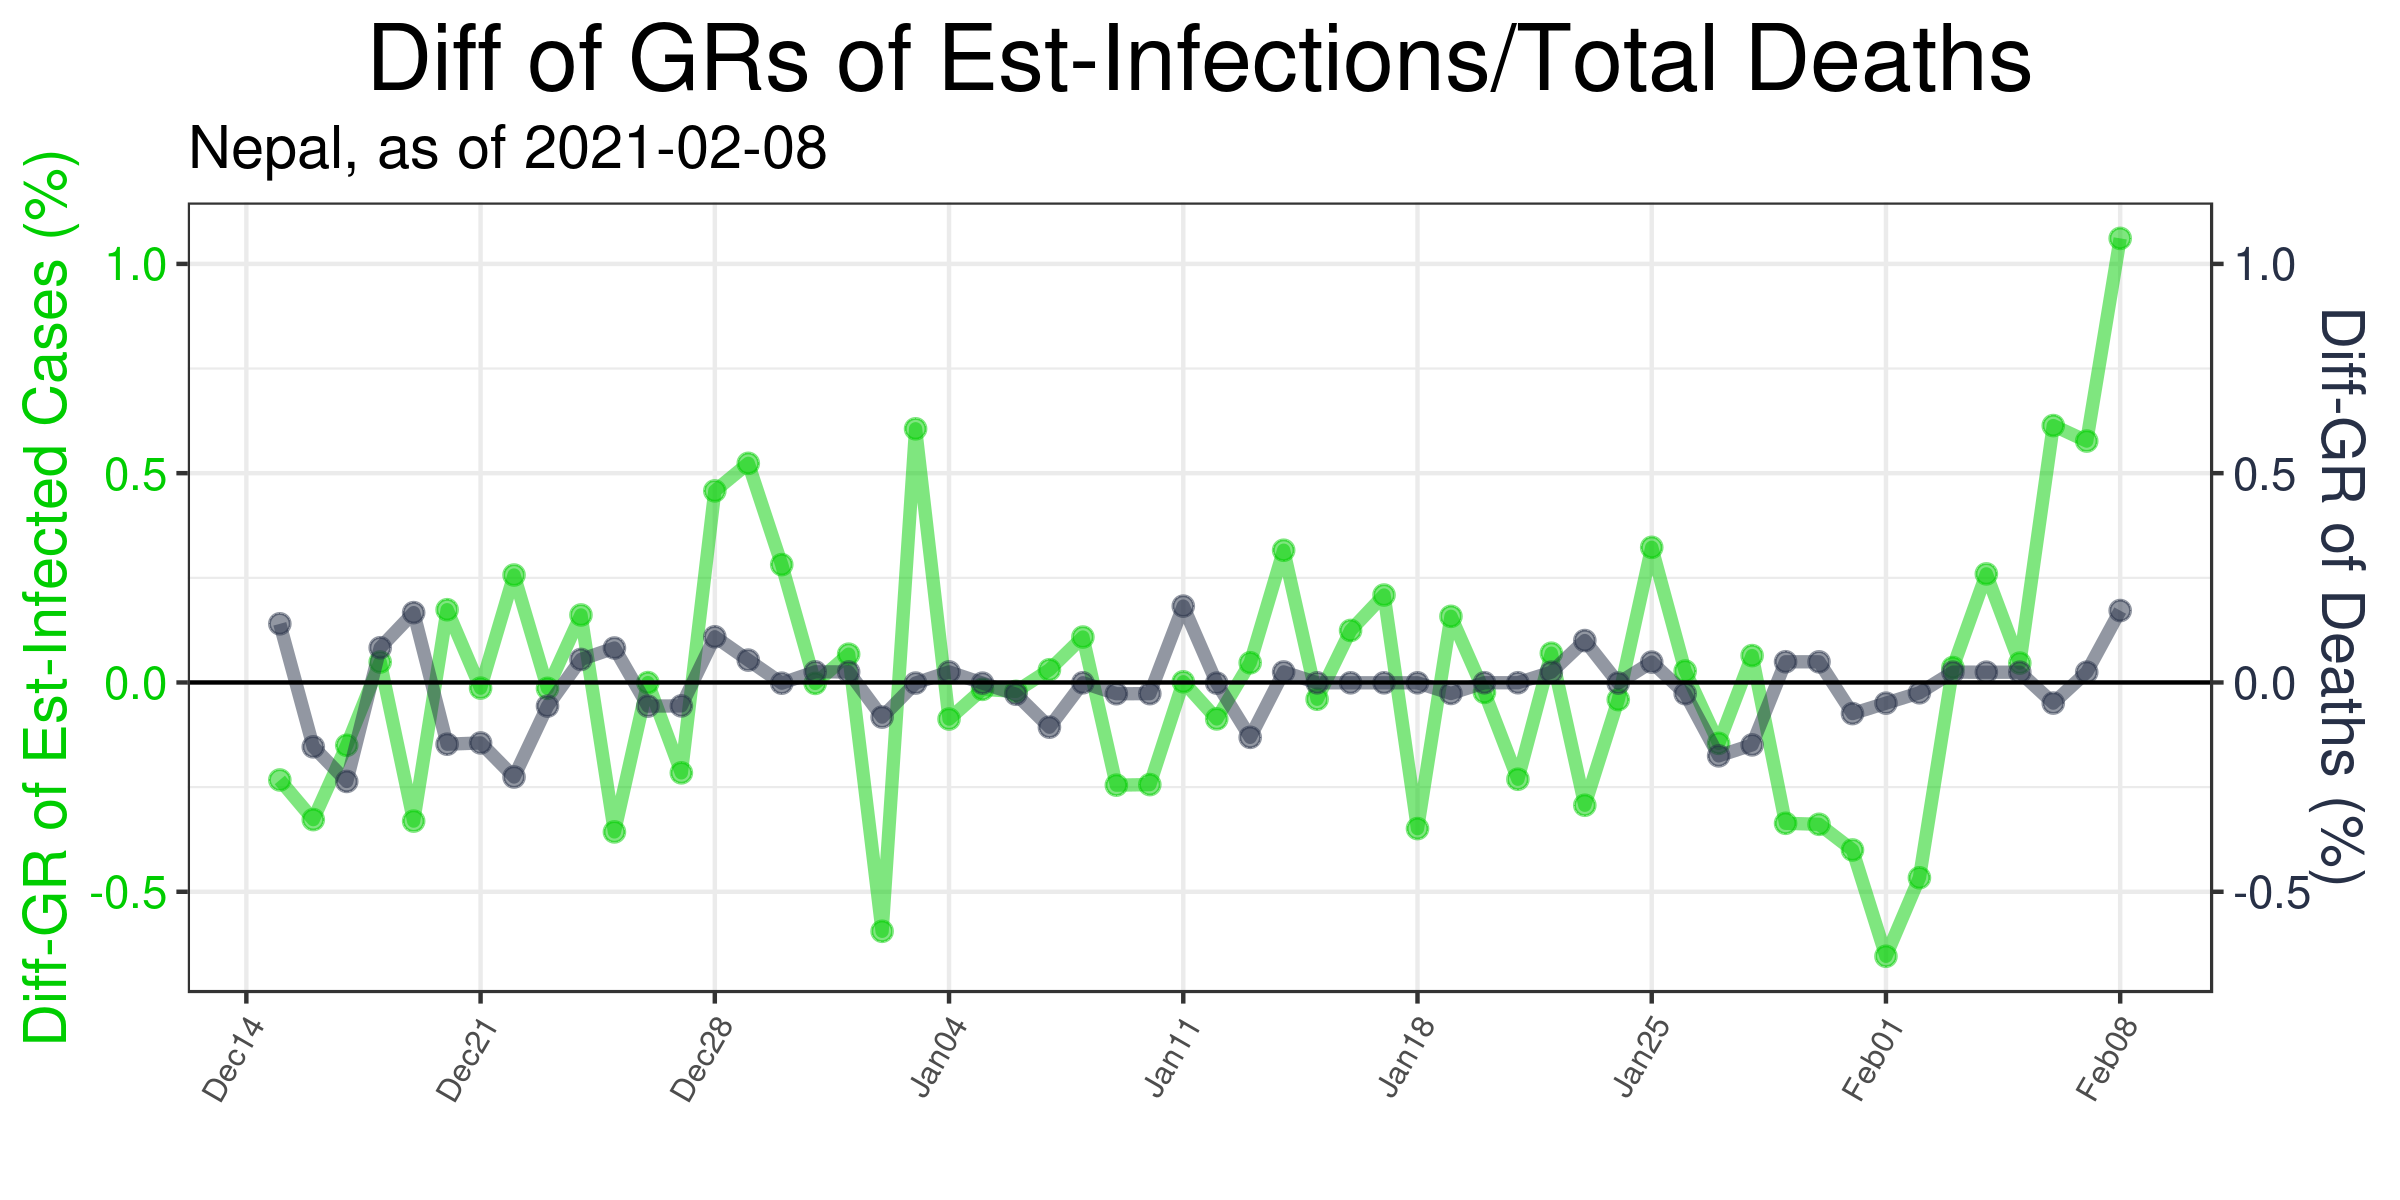 Diff of GRs of Est-Infections/Total Deaths
Nepal, as of 2021-02-08
Diff-GR of Est-Infected Cases (%)
1.0
0.5
0.0
-0.5
1.0
0.5
0.0
-0.5
Diff-GR of Deaths (%)
Dec14
Dec21
Dec28
Jan04
Jan11
Jan18
Jan25
Feb01
Feb08